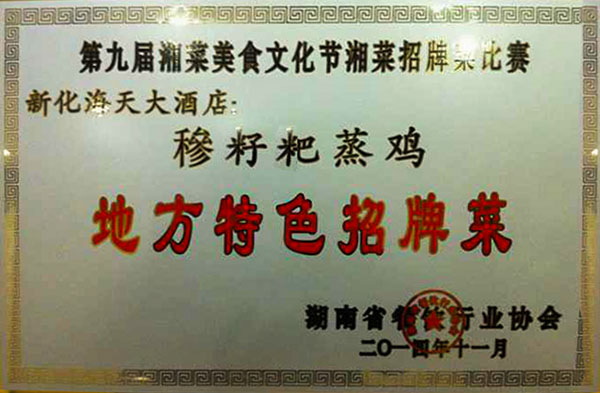 第九届湘菜美食文化节湘菜招牌菜比赛
新化海天大酒店:
穇籽粑蒸鸡
地方特色招牌菜
湖南省餐饮行业协会
二〇一四年十一月